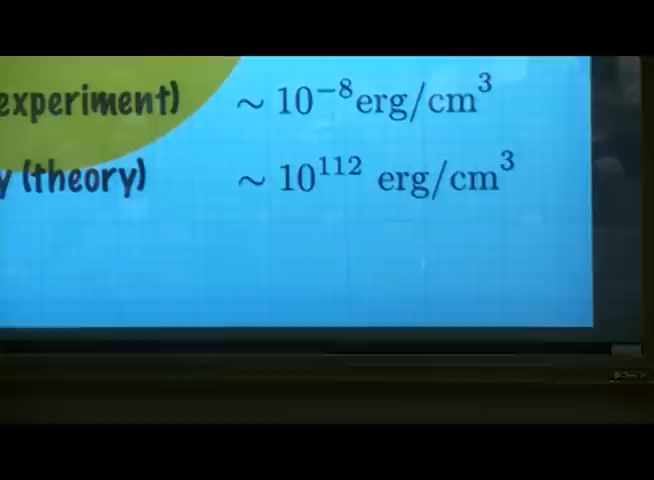 experiment) ~ 10⁻⁸erg/cm³
y (theory) ~ 10¹¹² erg/cm³